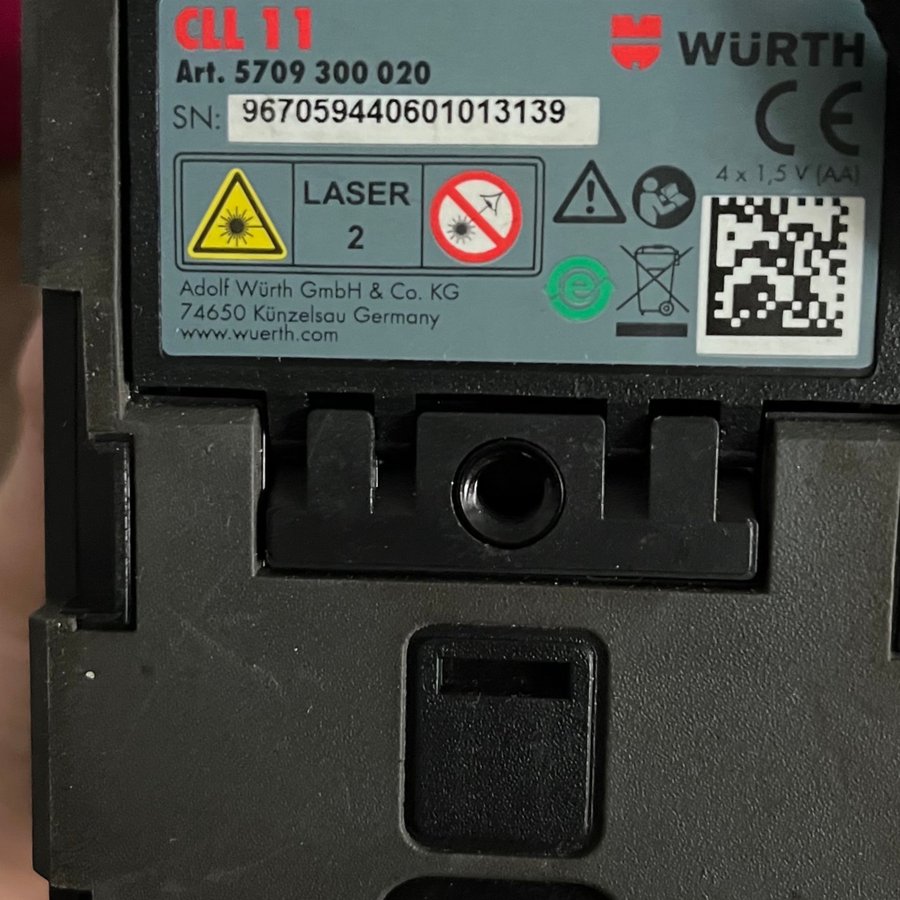 CLL 11
WÜRTH
Art. 5709 300 020
SN: 967059440601013139
CE
4 x 1,5 V (AA)
LASER
2
Adolf Würth GmbH & Co. KG
74650 Künzelsau Germany
www.wuerth.com
e